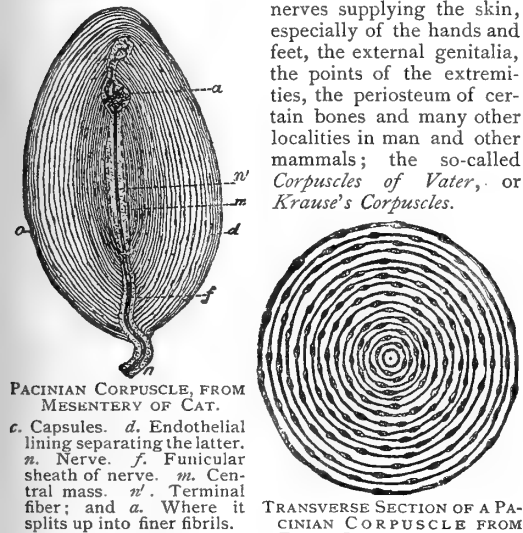 nerves supplying the skin,
especially of the hands and
feet, the external genitalia,
the points of the extremi-
ties, the periosteum of cer-
tain bones and many other
localities in man and other
mammals; the so-called
Corpuscles of Vater, or
Krause's Corpuscles.
a
n'
m
c
d
f
n
PACINIAN CORPUSCLE, FROM
MESENTERY OF CAT.
c. Capsules. d. Endothelial
lining separating the latter.
n. Nerve. f. Funicular
sheath of nerve. m. Cen-
tral mass. n'. Terminal
fiber; and a. Where it
splits up into finer fibrils.
TRANSVERSE SECTION OF A PA-
CINIAN CORPUSCLE FROM